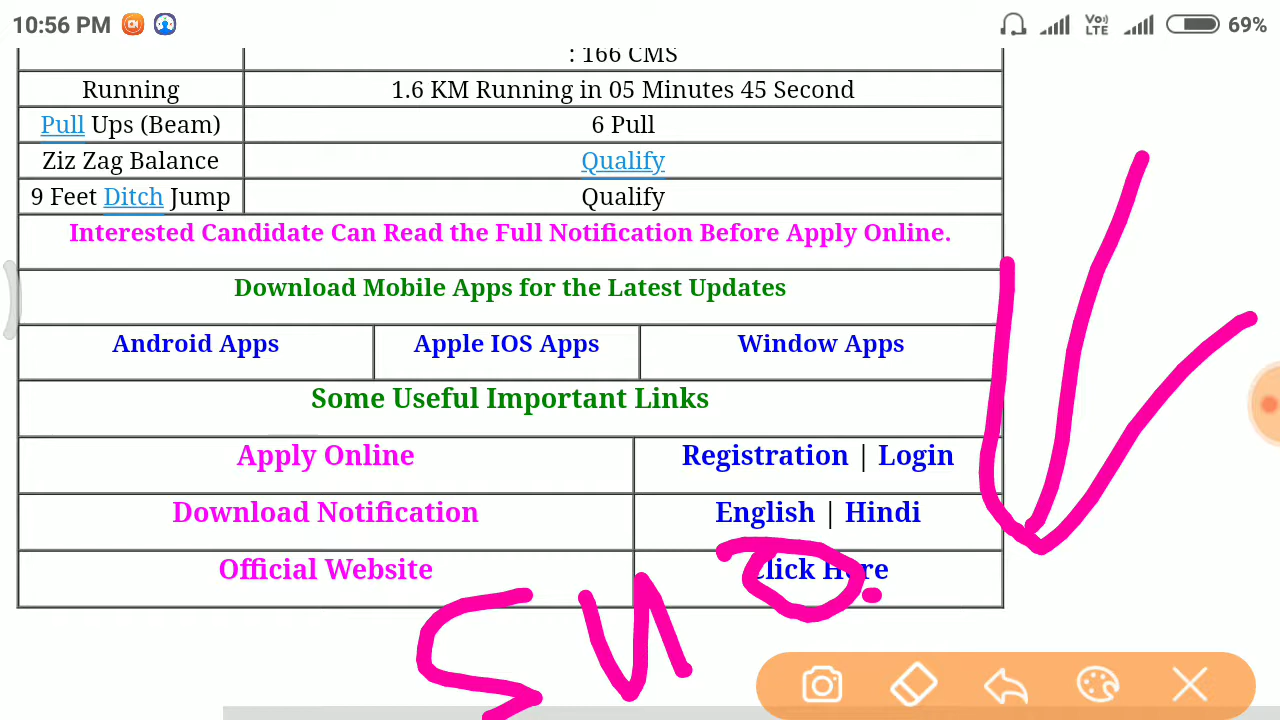 10:56 PM Vo) LTE 69%
: 166 CMS
Running 1.6 KM Running in 05 Minutes 45 Second
Pull Ups (Beam) 6 Pull
Ziz Zag Balance Qualify
9 Feet Ditch Jump Qualify
Interested Candidate Can Read the Full Notification Before Apply Online.
Download Mobile Apps for the Latest Updates
Android Apps Apple IOS Apps Window Apps
Some Useful Important Links
Apply Online Registration | Login
Download Notification English | Hindi
Official Website Click Here